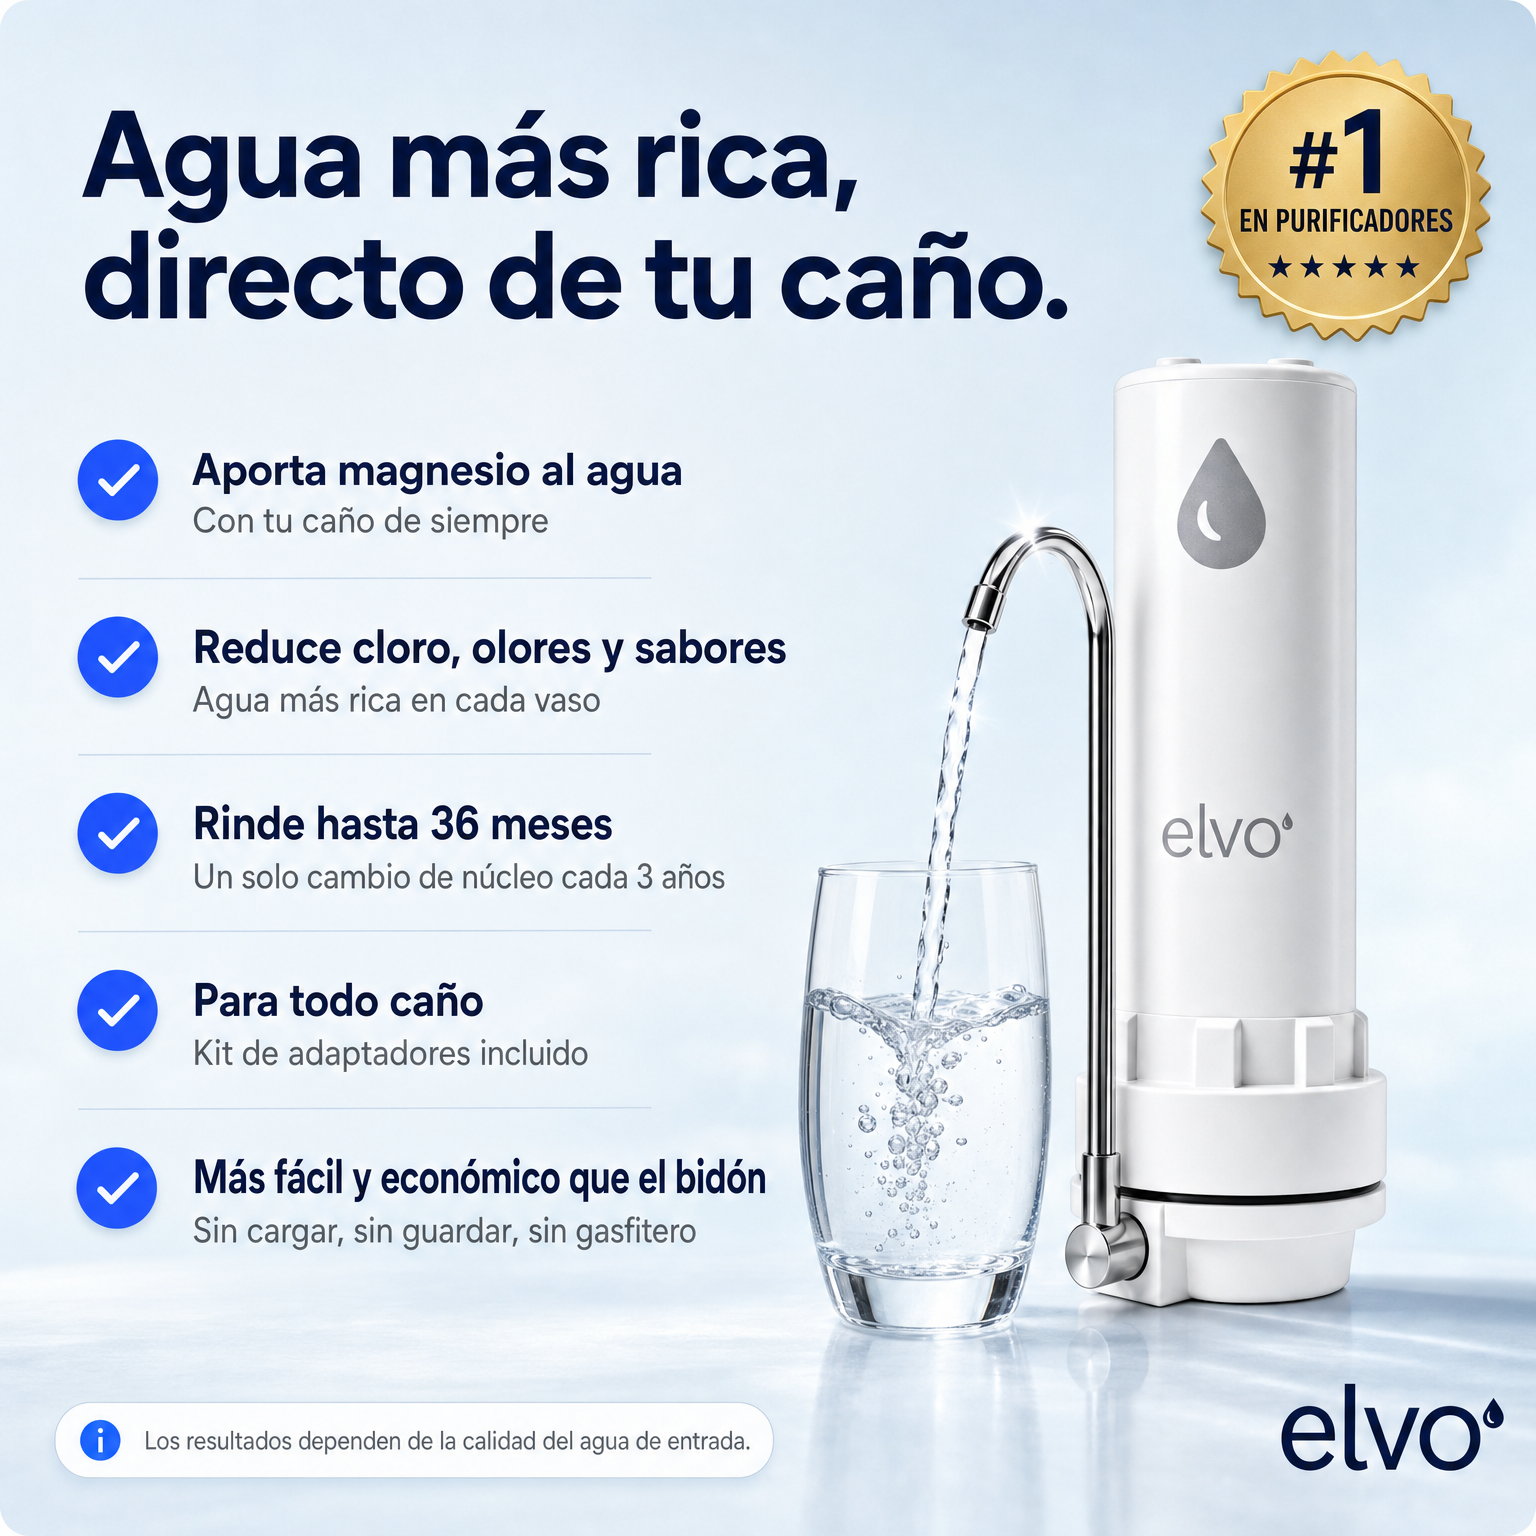 Agua más rica,
directo de tu caño.
#1
EN PURIFICADORES
Aporta magnesio al agua
Con tu caño de siempre
Reduce cloro, olores y sabores
Agua más rica en cada vaso
Rinde hasta 36 meses
Un solo cambio de núcleo cada 3 años
Para todo caño
Kit de adaptadores incluido
Más fácil y económico que el bidón
Sin cargar, sin guardar, sin gasfitero
elvo
i Los resultados dependen de la calidad del agua de entrada.
elvo